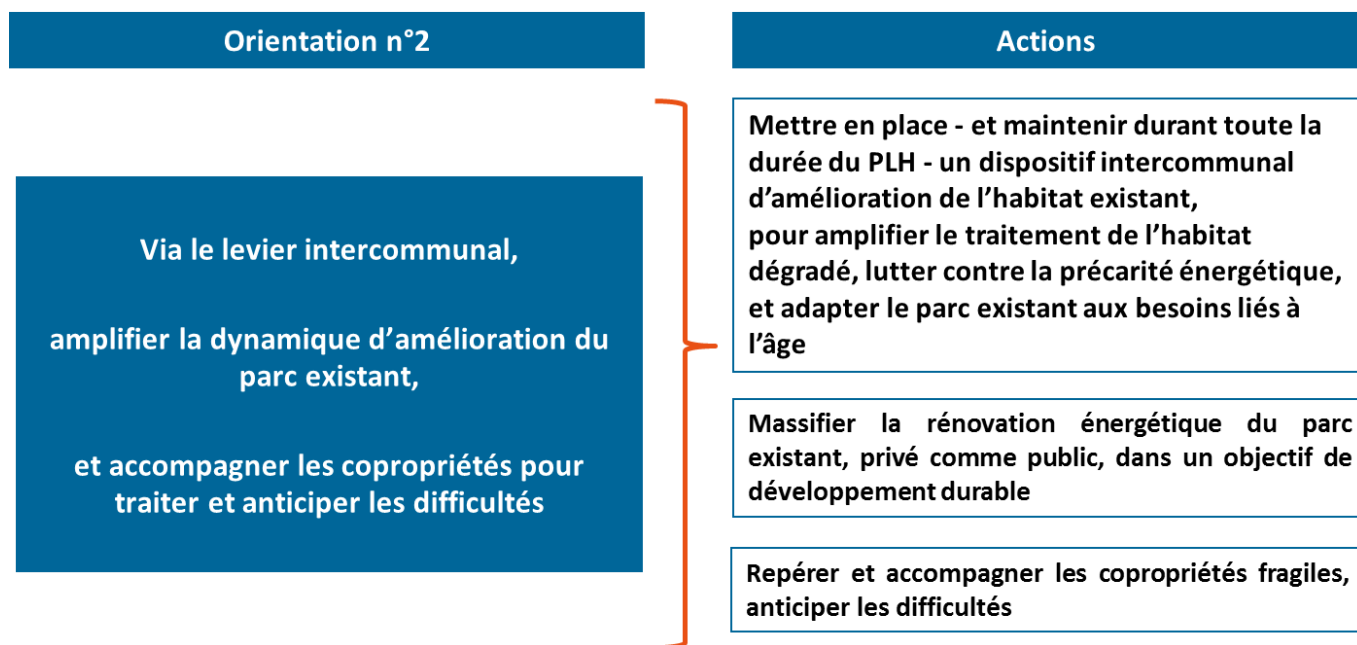 Orientation n°2
Via le levier intercommunal,
amplifier la dynamique d'amélioration du
parc existant,
et accompagner les copropriétés pour
traiter et anticiper les difficultés
Actions
Mettre en place - et maintenir durant toute la
durée du PLH - un dispositif intercommunal
d'amélioration de l'habitat existant,
pour amplifier le traitement de l'habitat
dégradé, lutter contre la précarité énergétique,
et adapter le parc existant aux besoins liés à
l'âge
Massifier la rénovation énergétique du parc
existant, privé comme public, dans un objectif de
développement durable
Repérer et accompagner les copropriétés fragiles,
anticiper les difficultés